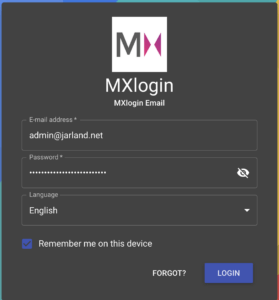 MX
MXlogin
MXlogin Email
E-mail address *
admin@jarland.net
Password *
••••••••••••••••••••••••••
Language
English
Remember me on this device
FORGOT?
LOGIN